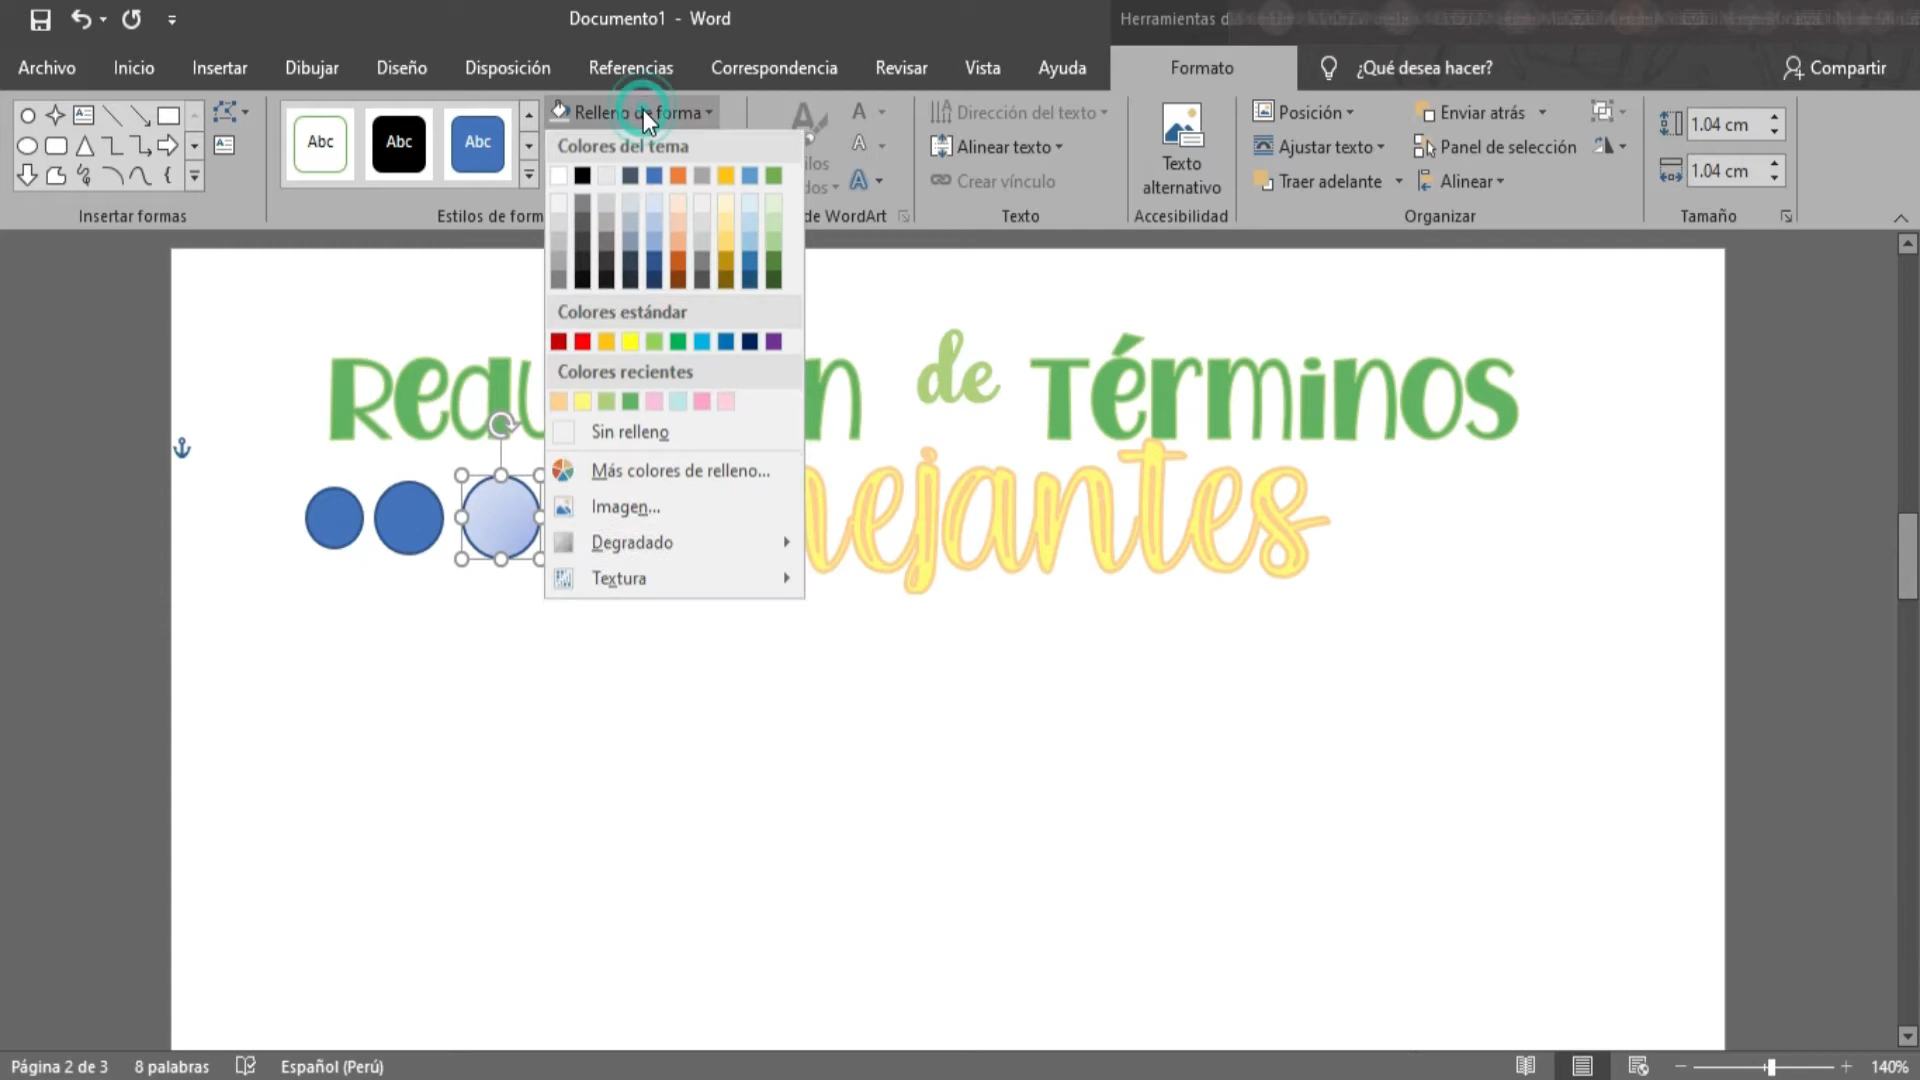 Documento1 - Word
Herramientas d
Archivo Inicio Insertar Dibujar Diseño Disposición Referencias Correspondencia Revisar Vista Ayuda Formato ¿Qué desea hacer? Compartir
Abc Abc Abc
Relleno de forma
Dirección del texto
Alinear texto
Crear vínculo
Texto alternativo
Posición
Ajustar texto
Traer adelante
Enviar atrás
Panel de selección
Alinear
1.04 cm
1.04 cm
Insertar formas Estilos de form de WordArt Texto Accesibilidad Organizar Tamaño
Colores del tema
Colores estándar
Colores recientes
Sin relleno
Más colores de relleno...
Imagen...
Degradado
Textura
de Términos
Página 2 de 3 8 palabras Español (Perú) 140%